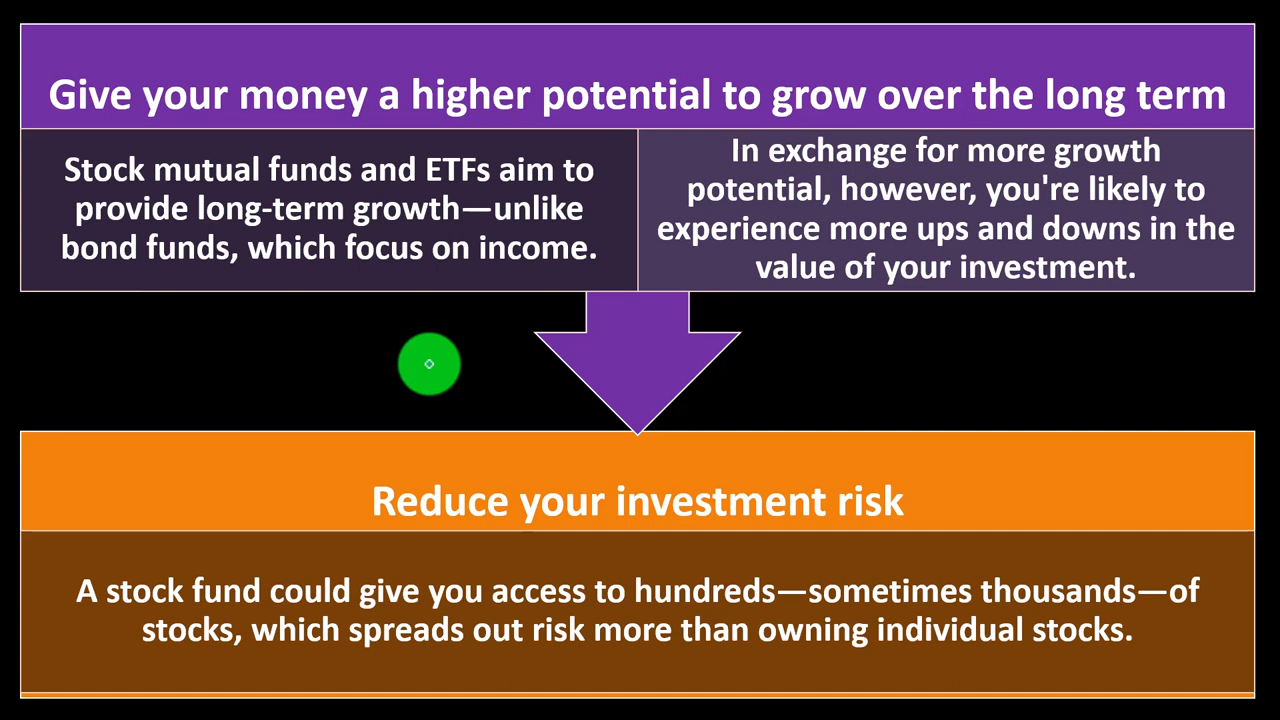 Give your money a higher potential to grow over the long term
Stock mutual funds and ETFs aim to
provide long-term growth—unlike
bond funds, which focus on income.
In exchange for more growth
potential, however, you're likely to
experience more ups and downs in the
value of your investment.
Reduce your investment risk
A stock fund could give you access to hundreds—sometimes thousands—of
stocks, which spreads out risk more than owning individual stocks.